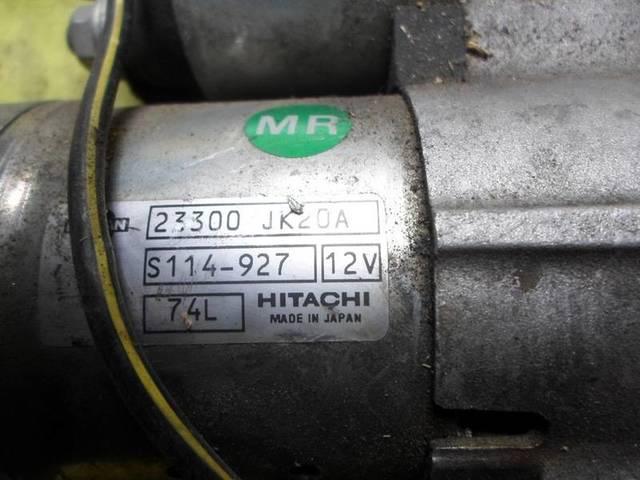 MR
23300 JK20A
S114-927 12V
74L HITACHI
MADE IN JAPAN